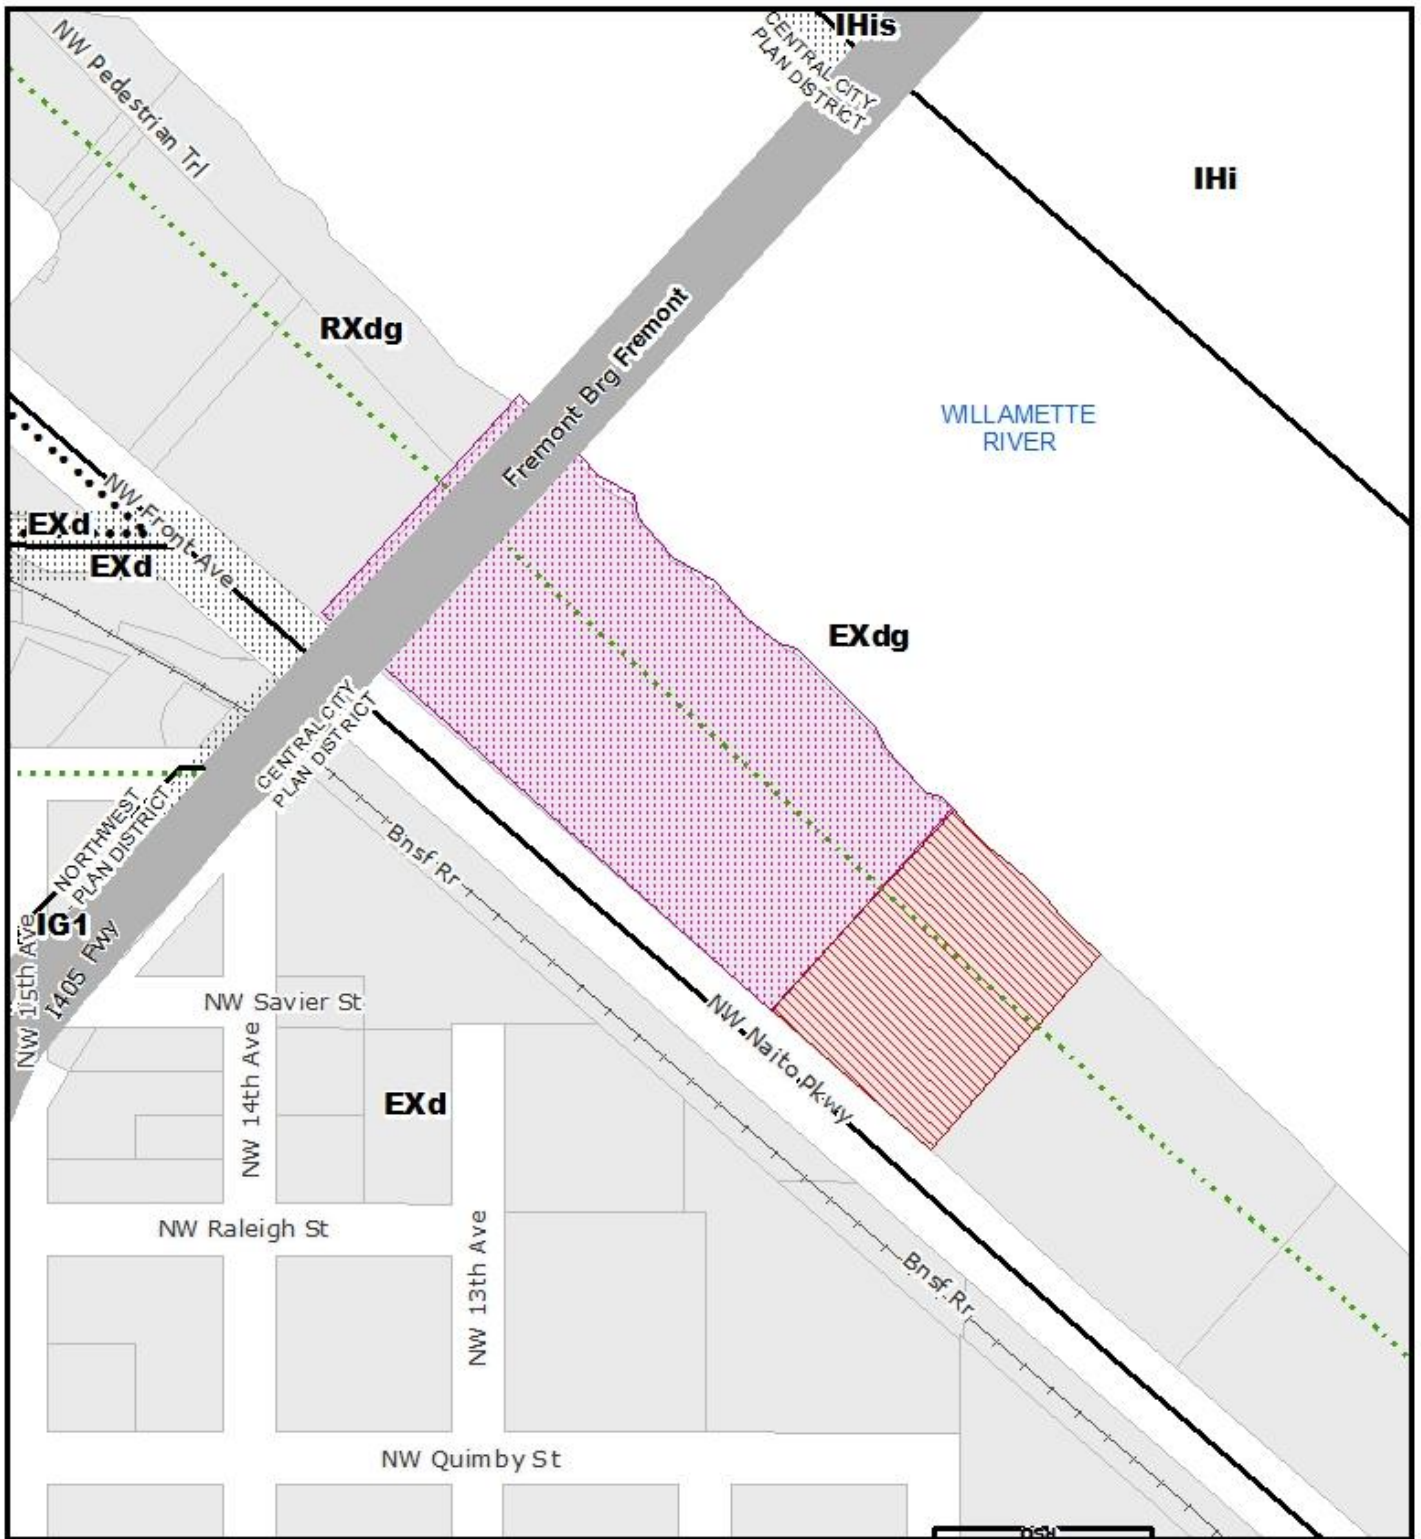 IHis
CENTRAL CITY
PLAN DISTRICT
NW Pedestrian Trl
IHi
RXdg
Fremont Brg Fremont
WILLAMETTE
RIVER
NW Front Ave
EXd
EXd
EXdg
CENTRAL CITY
PLAN DISTRICT
NORTHWEST
PLAN DISTRICT
Bnsf Rr
IG1
I405 Fwy
NW 15th Ave
NW Savier St
NW Naito Pkwy
NW 14th Ave
EXd
NW Raleigh St
NW 13th Ave
Bnsf Rr
NW Quimby St